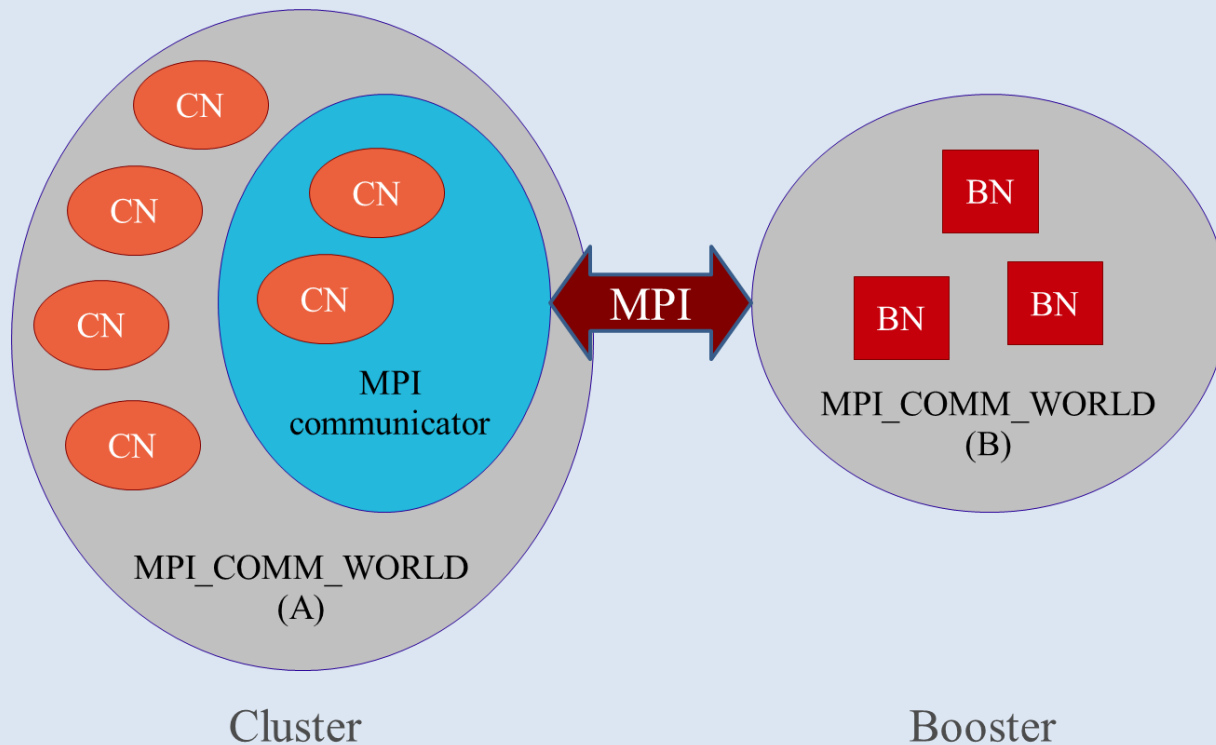 CN
CN
CN
CN
CN
CN
MPI
communicator
MPI_COMM_WORLD
(A)
MPI
BN
BN
BN
MPI_COMM_WORLD
(B)
Cluster
Booster